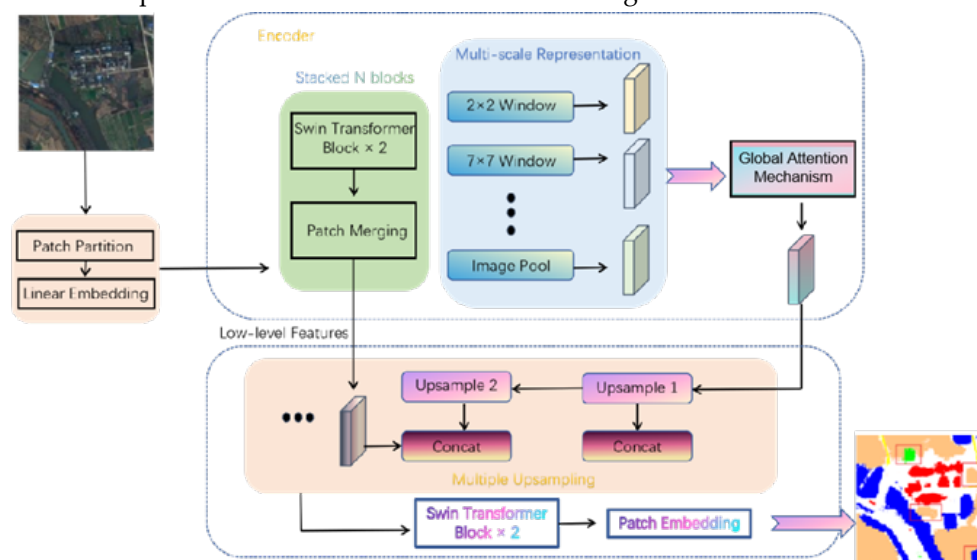 Encoder
Multi-scale Representation
Stacked N blocks
2×2 Window
Swin Transformer
Block × 2
7×7 Window
Global Attention
Mechanism
Patch Merging
Patch Partition
Image Pool
Linear Embedding
Low-level Features
Upsample 2
Upsample 1
Concat
Concat
Multiple Upsampling
Swin Transformer
Block × 2
Patch Embedding